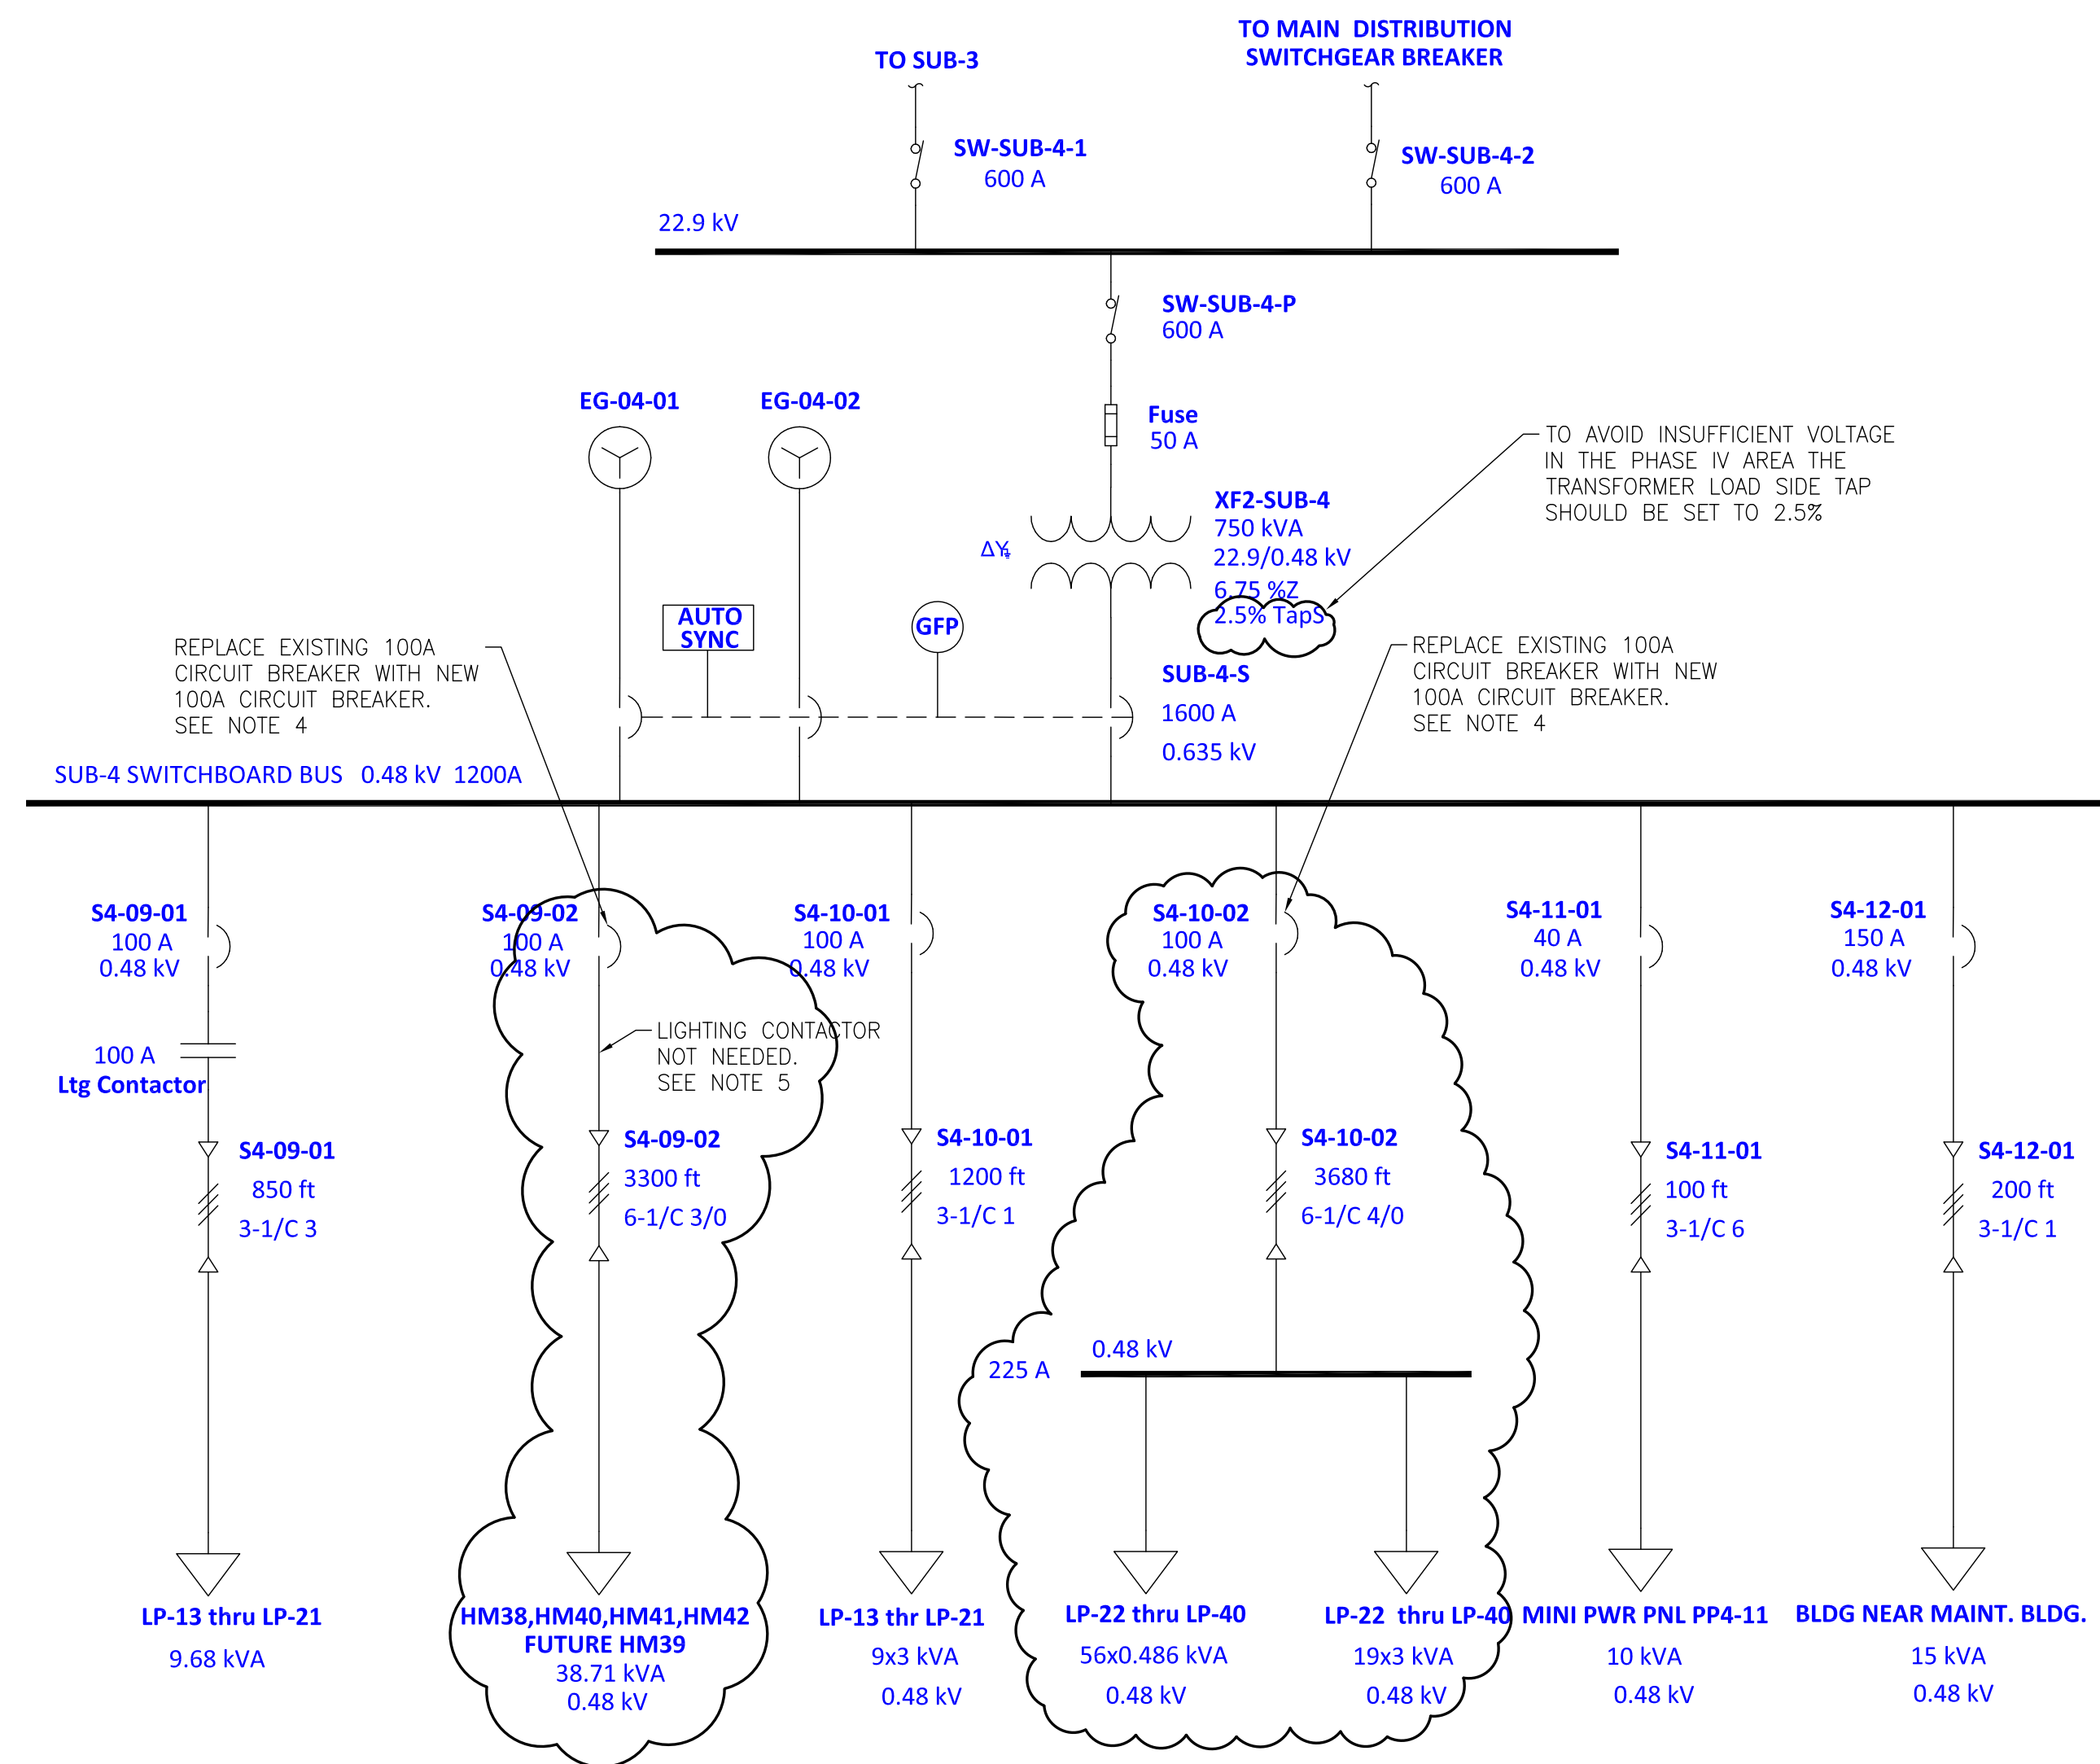 TO SUB-3
TO MAIN  DISTRIBUTION
SWITCHGEAR BREAKER
SW-SUB-4-1
600 A
SW-SUB-4-2
600 A
22.9 kV
SW-SUB-4-P
600 A
EG-04-01
EG-04-02
Fuse
50 A
TO AVOID INSUFFICIENT VOLTAGE
IN THE PHASE IV AREA THE
TRANSFORMER LOAD SIDE TAP
SHOULD BE SET TO 2.5%
XF2-SUB-4
750 kVA
22.9/0.48 kV
6.75 %Z
2.5% TapS
ΔY
AUTO
SYNC
GFP
REPLACE EXISTING 100A
CIRCUIT BREAKER WITH NEW
100A CIRCUIT BREAKER.
SEE NOTE 4
SUB-4-S
1600 A
0.635 kV
REPLACE EXISTING 100A
CIRCUIT BREAKER WITH NEW
100A CIRCUIT BREAKER.
SEE NOTE 4
SUB-4 SWITCHBOARD BUS   0.48 kV  1200A
S4-09-01
100 A
0.48 kV
S4-09-02
100 A
0.48 kV
S4-10-01
100 A
0.48 kV
S4-10-02
100 A
0.48 kV
S4-11-01
40 A
0.48 kV
S4-12-01
150 A
0.48 kV
100 A
Ltg Contactor
LIGHTING CONTACTOR
NOT NEEDED.
SEE NOTE 5
S4-09-01
850 ft
3-1/C 3
S4-09-02
3300 ft
6-1/C 3/0
S4-10-01
1200 ft
3-1/C 1
S4-10-02
3680 ft
6-1/C 4/0
S4-11-01
100 ft
3-1/C 6
S4-12-01
200 ft
3-1/C 1
0.48 kV
225 A
LP-13 thru LP-21
9.68 kVA
HM38,HM40,HM41,HM42
FUTURE HM39
38.71 kVA
0.48 kV
LP-13 thr LP-21
9x3 kVA
0.48 kV
LP-22 thru LP-40
56x0.486 kVA
0.48 kV
LP-22  thru LP-40
19x3 kVA
0.48 kV
MINI PWR PNL PP4-11
10 kVA
0.48 kV
BLDG NEAR MAINT. BLDG.
15 kVA
0.48 kV